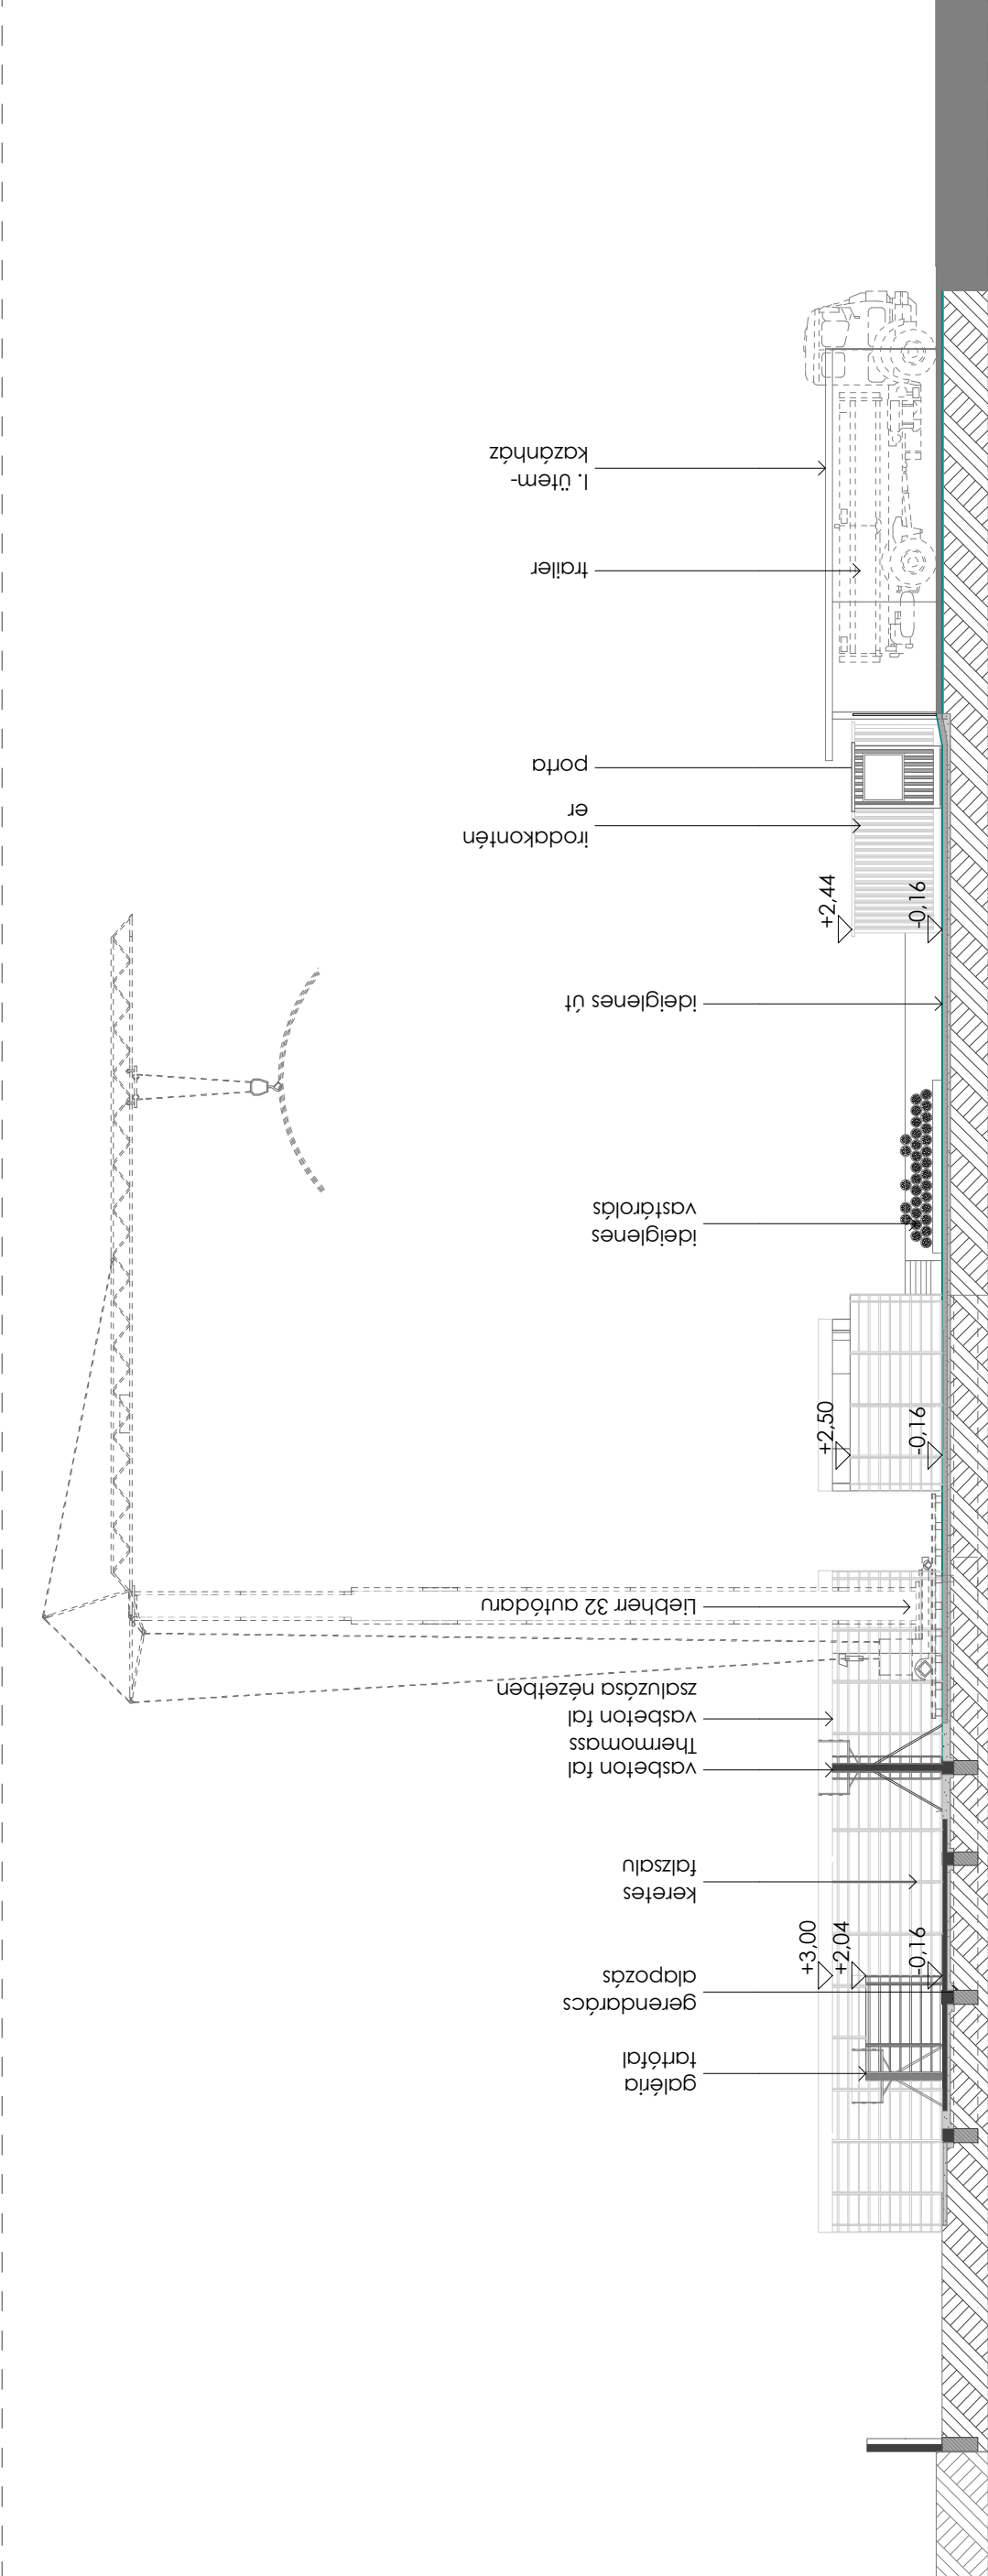 I. ütem-
kazánház
trailer
porta
irodakontén
er
+2,44
-0,16
ideiglenes út
ideiglenes
vastárolás
+2,50
-0,16
Liebherr 32 autódaru
vasbeton fal
zsaluzása nézetben
vasbeton fal
Thermomass
keretes
falzsalu
+3,00
+2,04
-0,16
gerendarács
alapozás
galéria
tartófal